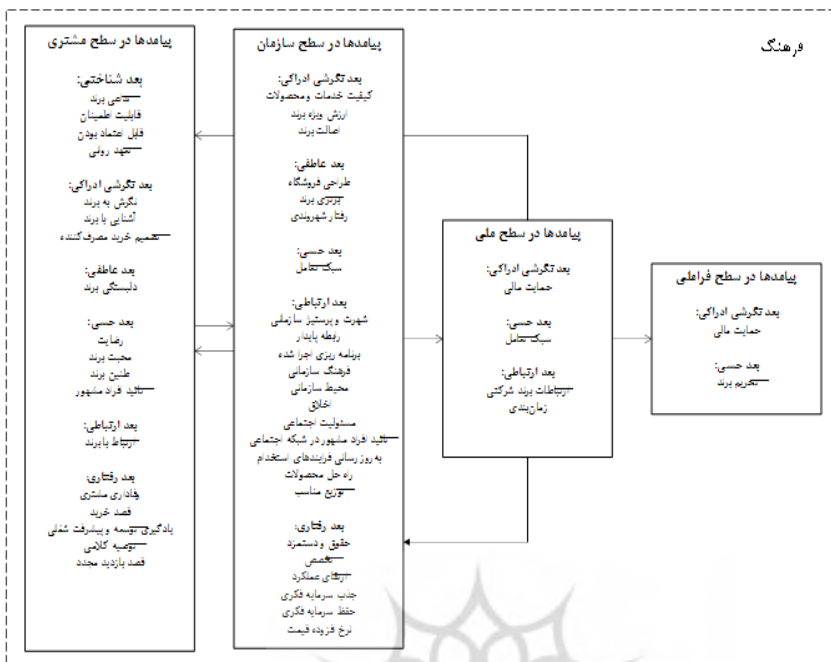 فرهنگ
پیامدها در سطح مشتری
بعد شناختی:
تداعی برند
قابلیت اطمینان
قابل اعتماد بودن
تعهد روانی
بعد نگرشی ادراکی:
نگرش به برند
آشنایی با برند
تصمیم خرید مصرف‌کننده
بعد عاطفی:
دلبستگی برند
بعد حسی:
رضایت
محبت برند
طنین برند
تائید افراد مشهور
بعد ارتباطی:
ارتباط با برند
بعد رفتاری:
وفاداری مشتری
قصد خرید
یادگیری توسعه و پیشرفت شغلی
توصیه کلامی
قصد بازدید مجدد
پیامدها در سطح سازمان
بعد نگرشی ادراکی:
کیفیت خدمات و محصولات
ارزش ویژه برند
اصالت برند
بعد عاطفی:
طراحی فروشگاه
برتری برند
رفتار شهروندی
بعد حسی:
سبک تعامل
بعد ارتباطی:
شهرت و پرستیژ سازمانی
رابطه پایدار
برنامه ریزی اجرا شده
فرهنگ سازمانی
محیط سازمانی
اخلاق
مسئولیت اجتماعی
تائید افراد مشهور در شبکه اجتماعی
به روز رسانی فرایندهای استخدام
راه حل محصولات
توزیع مناسب
بعد رفتاری:
حقوق و دستمزد
تخصص
ارتقای عملکرد
جذب سرمایه فکری
حفظ سرمایه فکری
نرخ افزوده قیمت
پیامدها در سطح ملی
بعد نگرشی ادراکی:
حمایت مالی
بعد حسی:
سبک تعامل
بعد ارتباطی:
ارتباطات برند شرکتی
زمان‌بندی
پیامدها در سطح فراملی
بعد نگرشی ادراکی:
حمایت مالی
بعد حسی:
تحریم برند